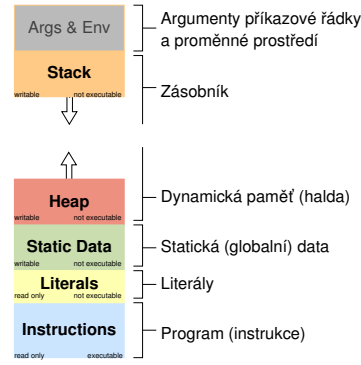 Args & Env
Argumenty příkazové řádky
a proměnné prostředí
Stack
writable not executable
Zásobník
Heap
writable not executable
Dynamická paměť (halda)
Static Data
writable not executable
Statická (globalní) data
Literals
read only not executable
Literály
Instructions
read only executable
Program (instrukce)